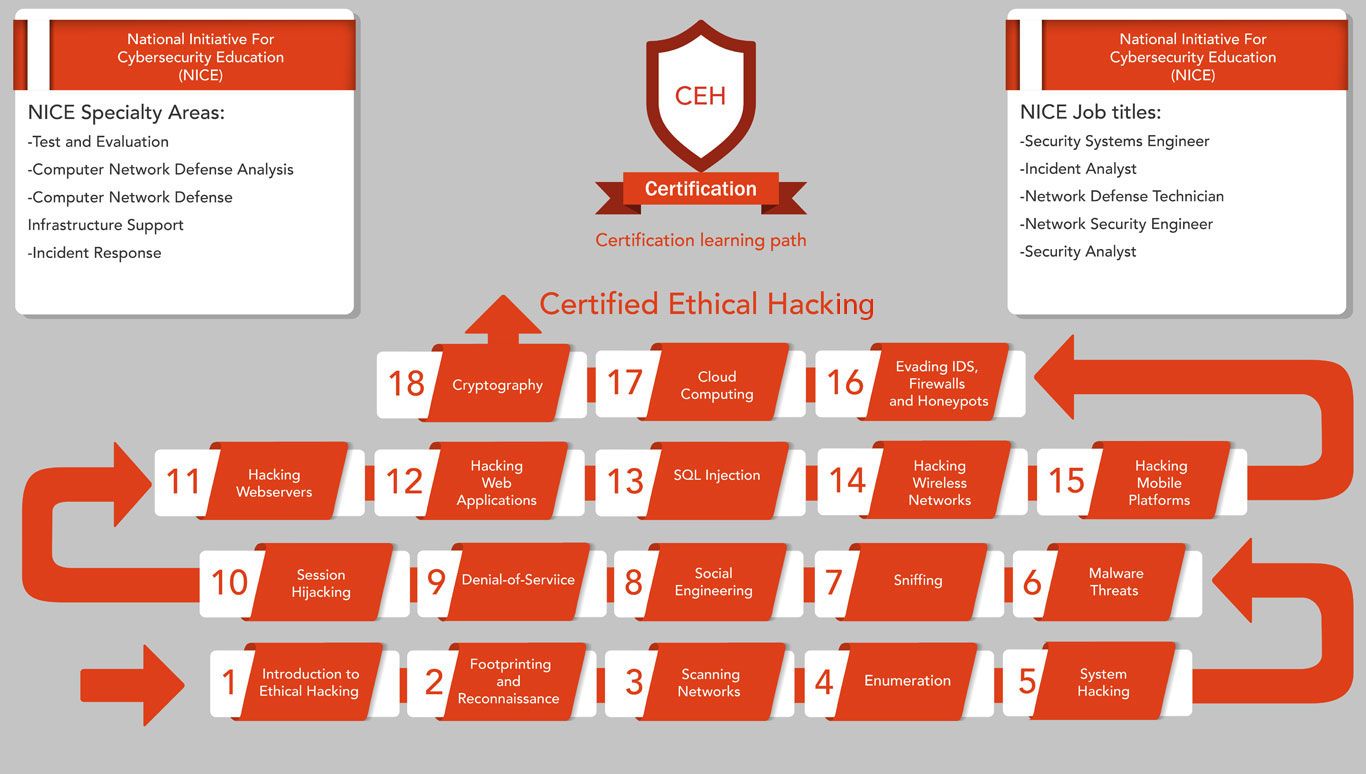 National Initiative For
Cybersecurity Education
(NICE)
NICE Specialty Areas:
-Test and Evaluation
-Computer Network Defense Analysis
-Computer Network Defense
Infrastructure Support
-Incident Response
CEH
Certification
Certification learning path
National Initiative For
Cybersecurity Education
(NICE)
NICE Job titles:
-Security Systems Engineer
-Incident Analyst
-Network Defense Technician
-Network Security Engineer
-Security Analyst
Certified Ethical Hacking
18
Cryptography
17
Cloud
Computing
16
Evading IDS,
Firewalls
and Honeypots
11
Hacking
Webservers
12
Hacking
Web
Applications
13
SQL Injection
14
Hacking
Wireless
Networks
15
Hacking
Mobile
Platforms
10
Session
Hijacking
9
Denial-of-Serviice
8
Social
Engineering
7
Sniffing
6
Malware
Threats
1
Introduction to
Ethical Hacking
2
Footprinting
and
Reconnaissance
3
Scanning
Networks
4
Enumeration
5
System
Hacking